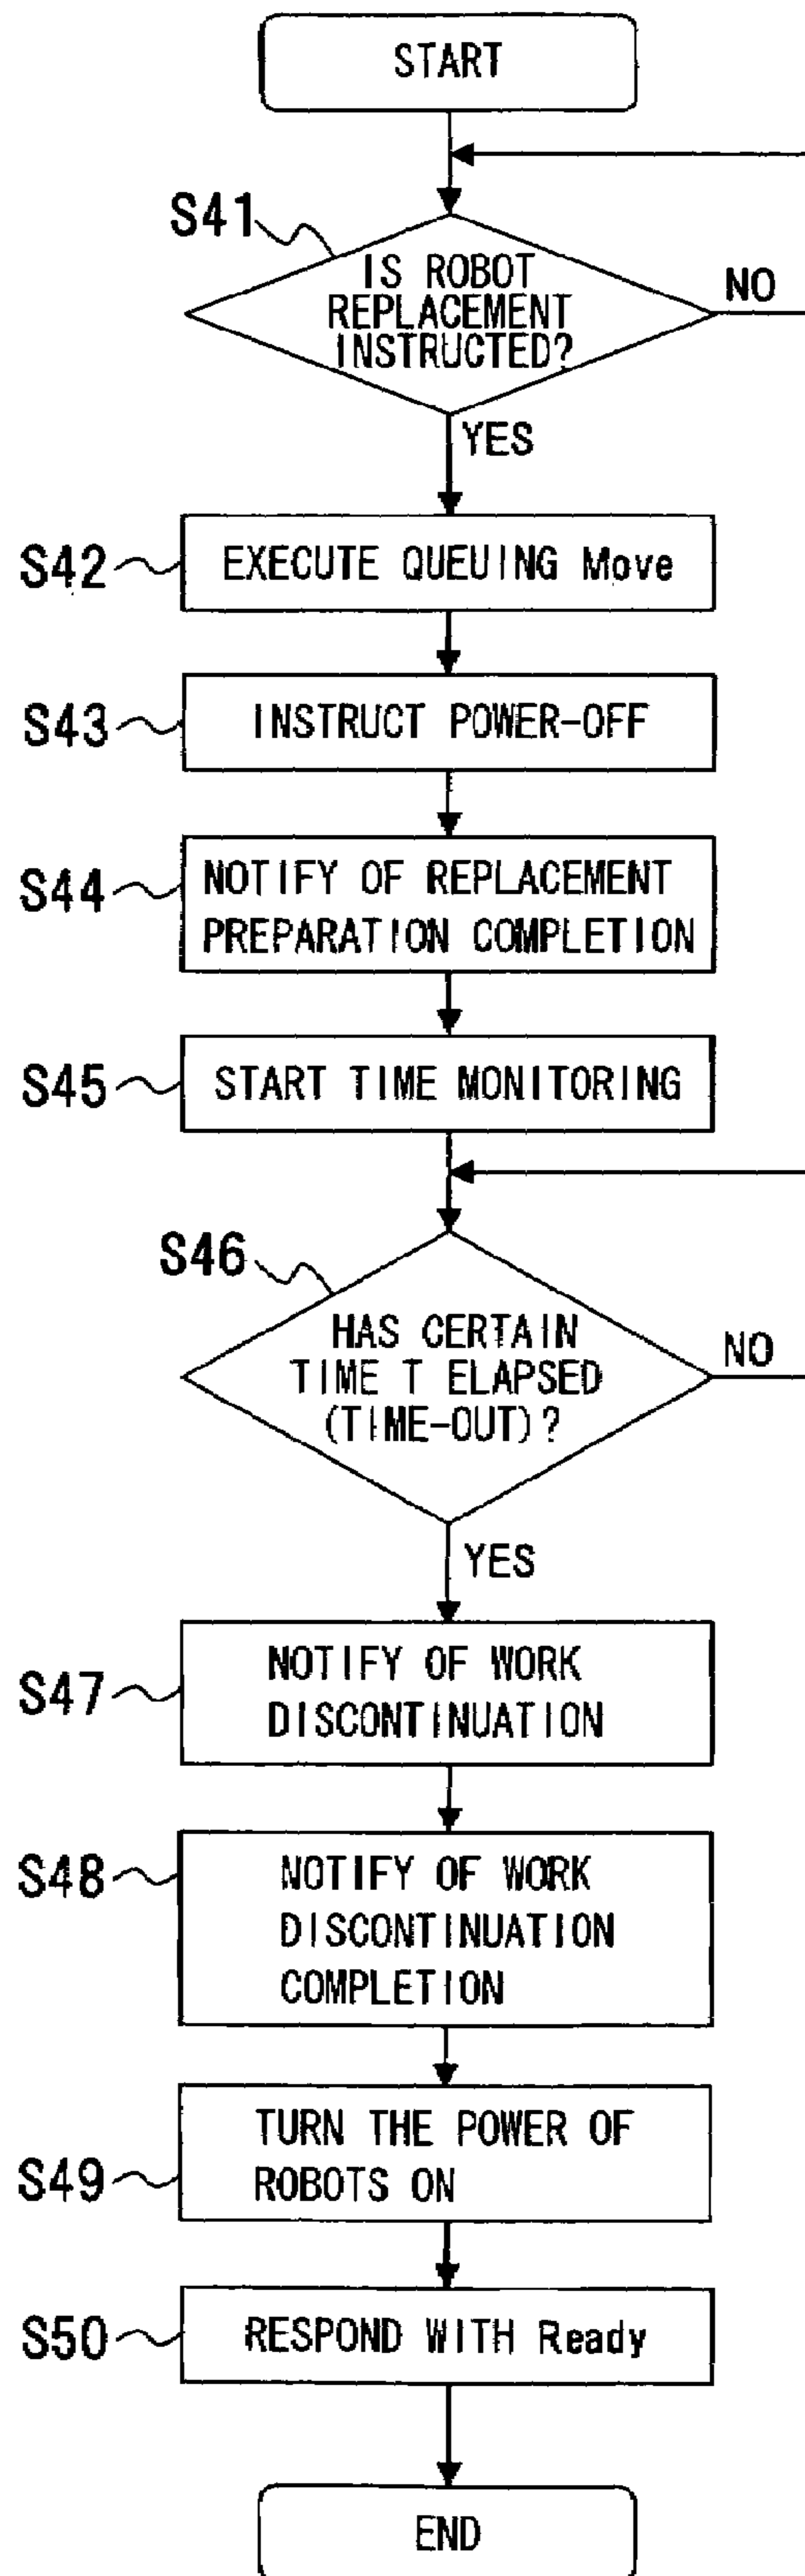 START
S41
IS ROBOT
REPLACEMENT
INSTRUCTED?
NO
YES
S42
EXECUTE QUEUING Move
S43
INSTRUCT POWER-OFF
S44
NOTIFY OF REPLACEMENT
PREPARATION COMPLETION
S45
START TIME MONITORING
S46
HAS CERTAIN
TIME T ELAPSED
(TIME-OUT)?
NO
YES
S47
NOTIFY OF WORK
DISCONTINUATION
S48
NOTIFY OF WORK
DISCONTINUATION
COMPLETION
S49
TURN THE POWER OF
ROBOTS ON
S50
RESPOND WITH Ready
END